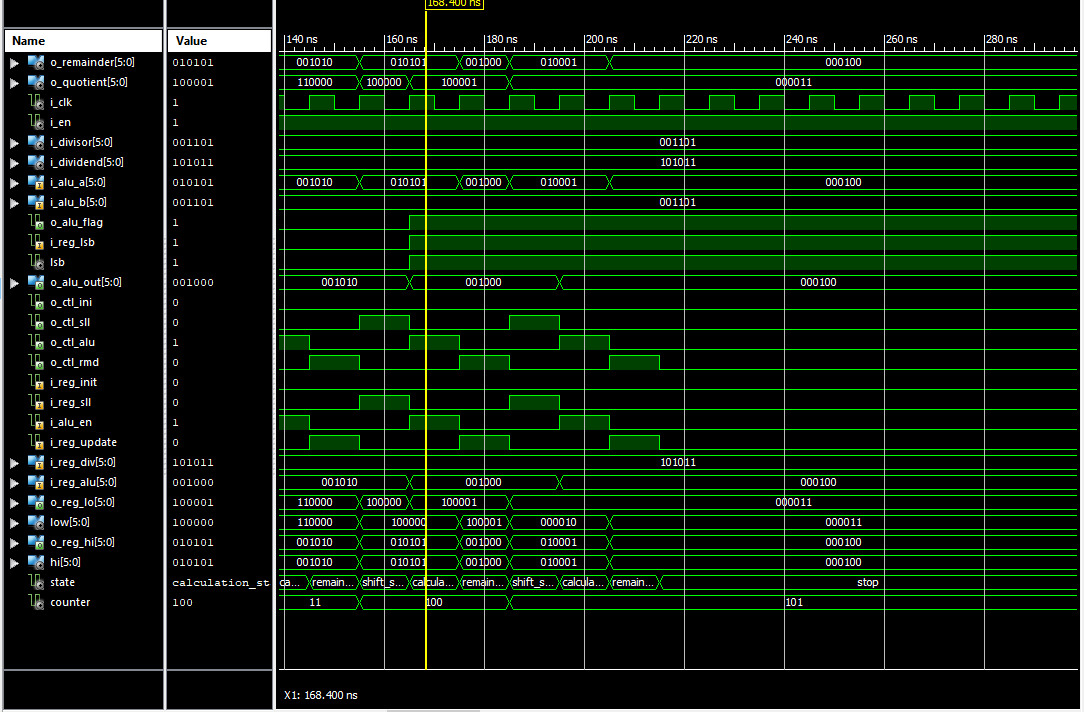 168.400 ns
Name Value 140 ns 160 ns 180 ns 200 ns 220 ns 240 ns 260 ns 280 ns
o_remainder[5:0] 010101 001010 010101 001000 010001 000100
o_quotient[5:0] 100001 110000 100000 100001 000011
i_clk 1
i_en 1
i_divisor[5:0] 001101 001101
i_dividend[5:0] 101011 101011
i_alu_a[5:0] 010101 001010 010101 001000 010001 000100
i_alu_b[5:0] 001101 001101
o_alu_flag 1
i_reg_lsb 1
lsb 1
o_alu_out[5:0] 001000 001010 001000 000100
o_ctl_ini 0
o_ctl_sll 0
o_ctl_alu 1
o_ctl_rmd 0
i_reg_init 0
i_reg_sll 0
i_alu_en 1
i_reg_update 0
i_reg_div[5:0] 101011 101011
i_reg_alu[5:0] 001000 001010 001000 000100
o_reg_lo[5:0] 100001 110000 100000 100001 000011
low[5:0] 100000 110000 100000 100001 000010 000011
o_reg_hi[5:0] 010101 001010 010101 001000 010001 000100
hi[5:0] 010101 001010 010101 001000 010001 000100
state calculation_st ca... remain... shift_s... calcula... remain... shift_s... calcula... remain... stop
counter 100 11 100 101
X1: 168.400 ns